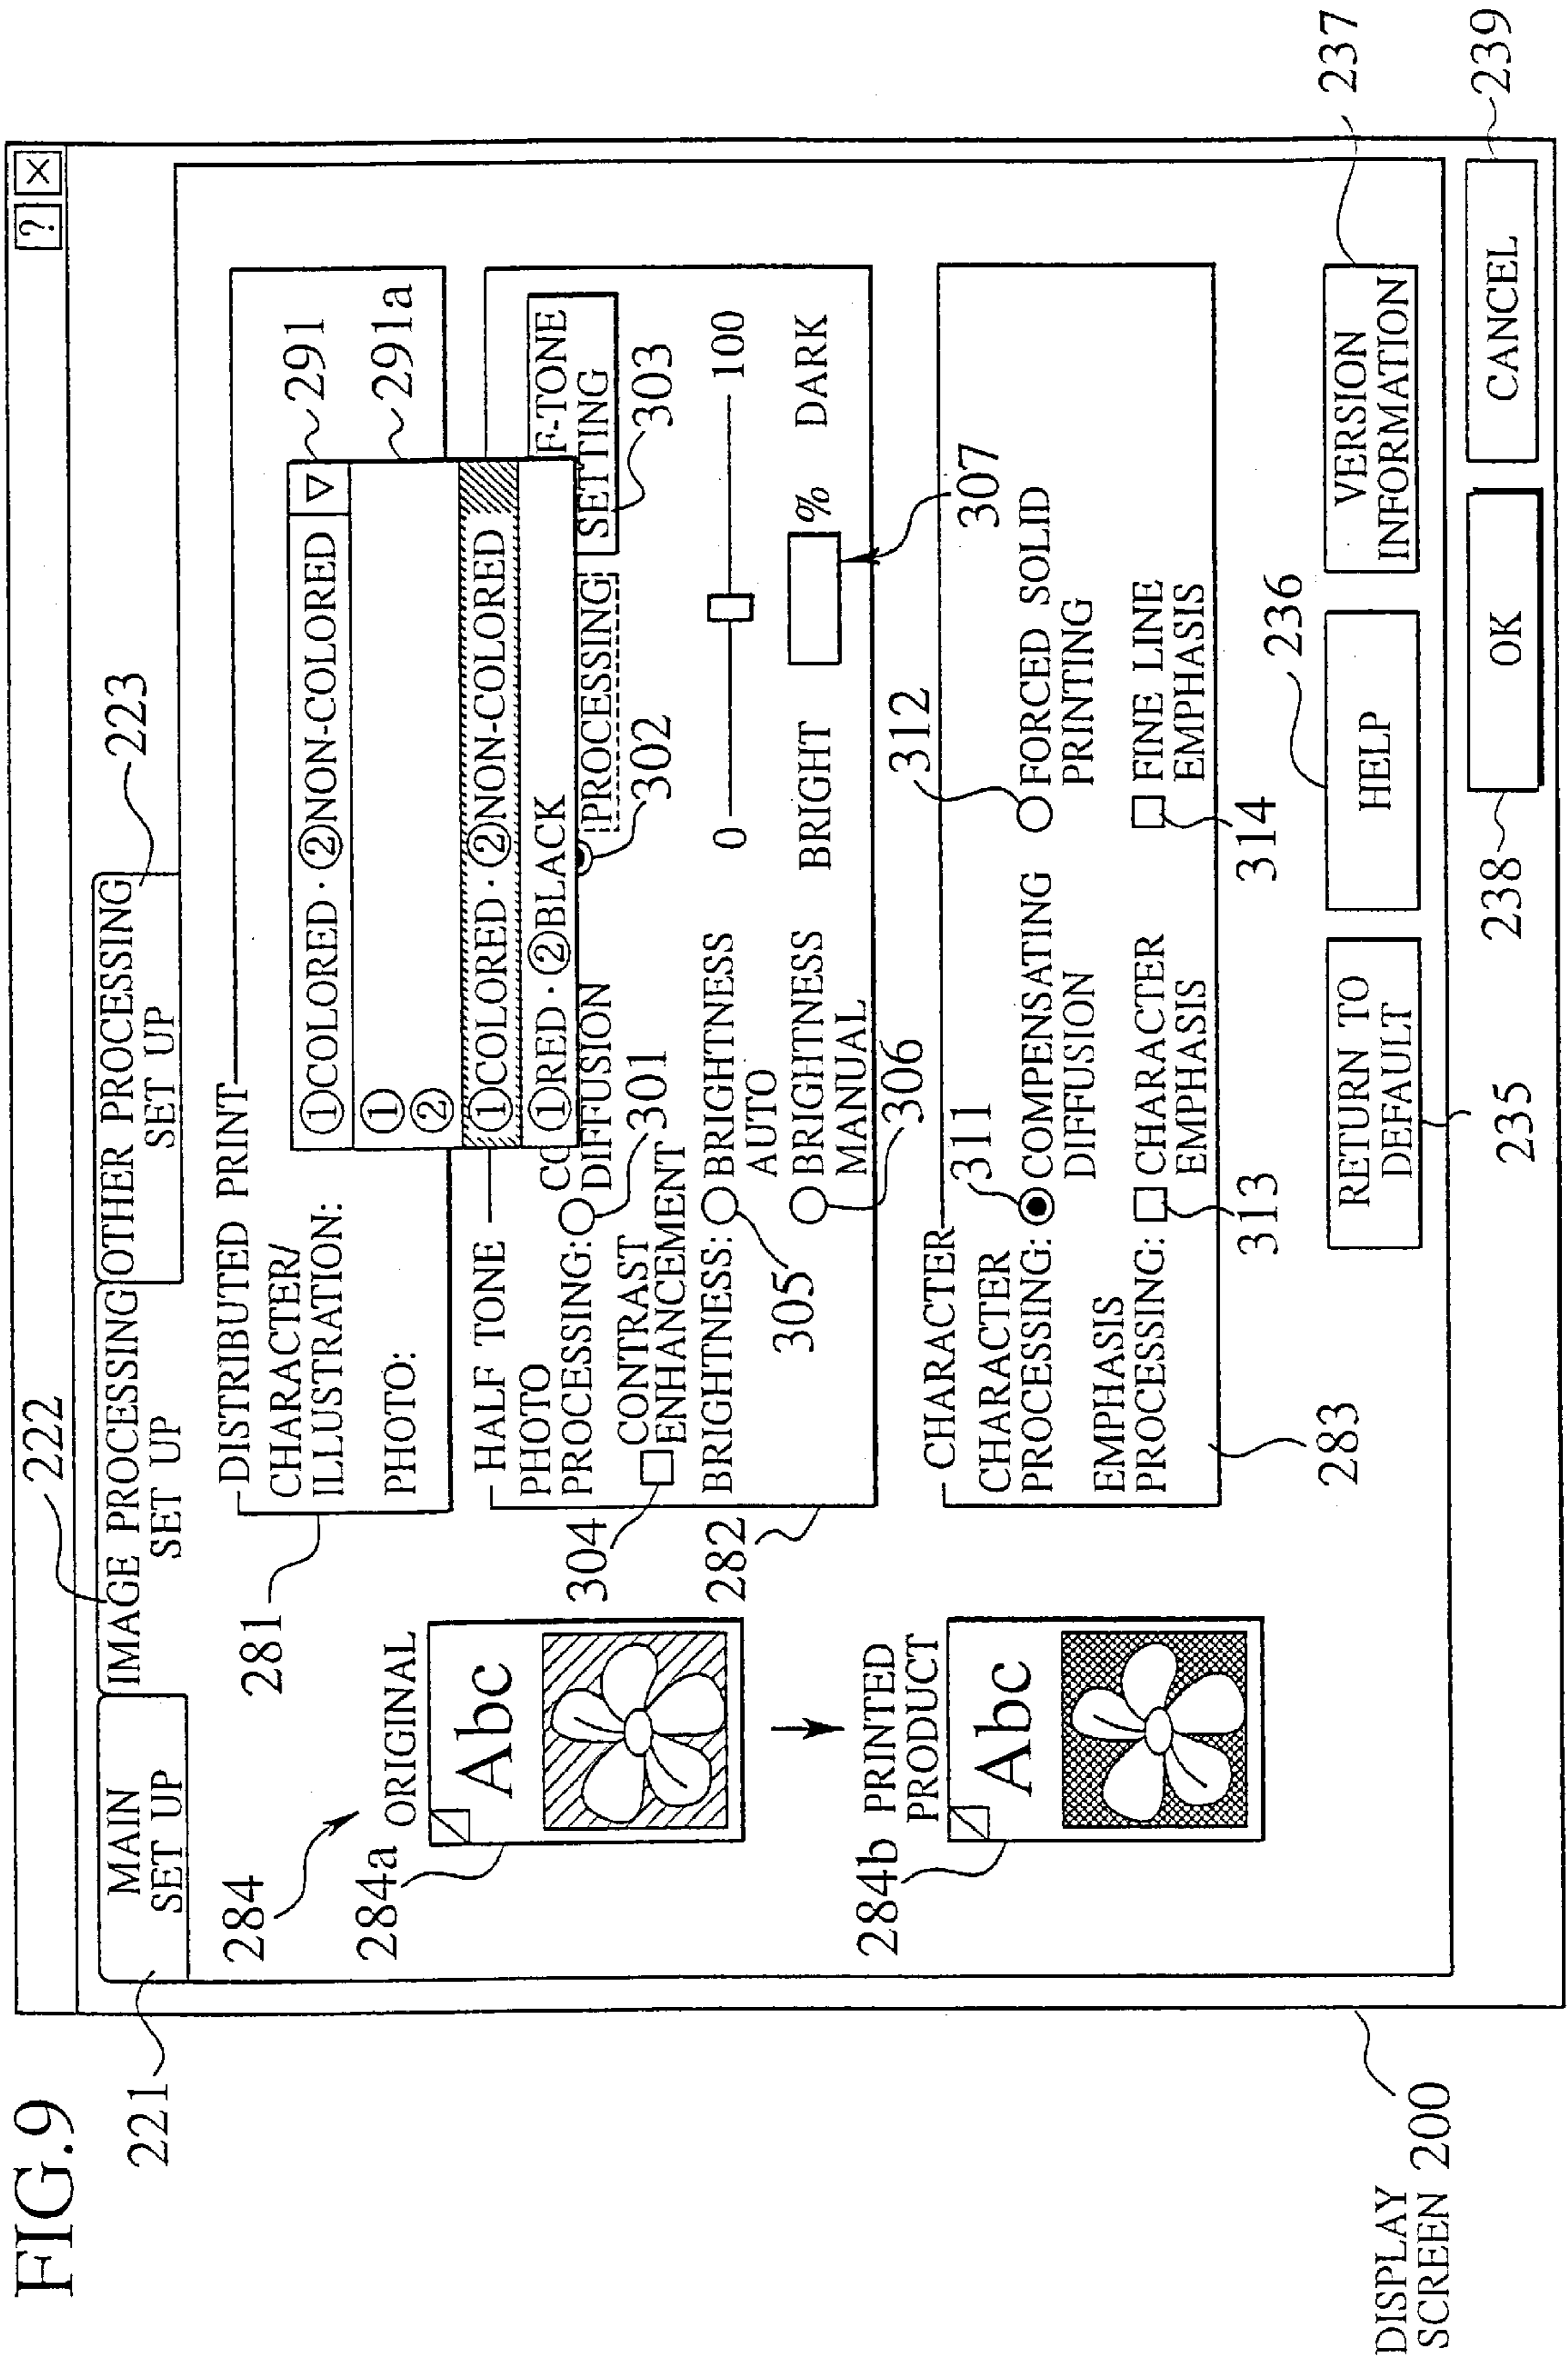 FIG.9
221
222
223
? X
MAIN
SET UP
IMAGE PROCESSING
SET UP
OTHER PROCESSING
SET UP
281
DISTRIBUTED PRINT
CHARACTER/
ILLUSTRATION:
①COLORED · ②NON-COLORED ▽
291
PHOTO:
①
②
291a
①COLORED · ②NON-COLORED
①RED · ②BLACK
284
284a
ORIGINAL
Abc
284b
PRINTED
PRODUCT
Abc
282
HALF TONE
PHOTO
PROCESSING:
CO
DIFFUSION
301
PROCESSING
302
F-TONE
SETTING
303
304
CONTRAST
ENHANCEMENT
BRIGHTNESS:
BRIGHTNESS
AUTO
305
0
100
BRIGHTNESS
MANUAL
306
BRIGHT
%
DARK
307
CHARACTER
CHARACTER
PROCESSING:
311
COMPENSATING
DIFFUSION
312
FORCED SOLID
PRINTING
EMPHASIS
PROCESSING:
CHARACTER
EMPHASIS
313
FINE LINE
EMPHASIS
314
283
RETURN TO
DEFAULT
235
HELP
236
VERSION
INFORMATION
237
OK
238
CANCEL
239
DISPLAY
SCREEN 200